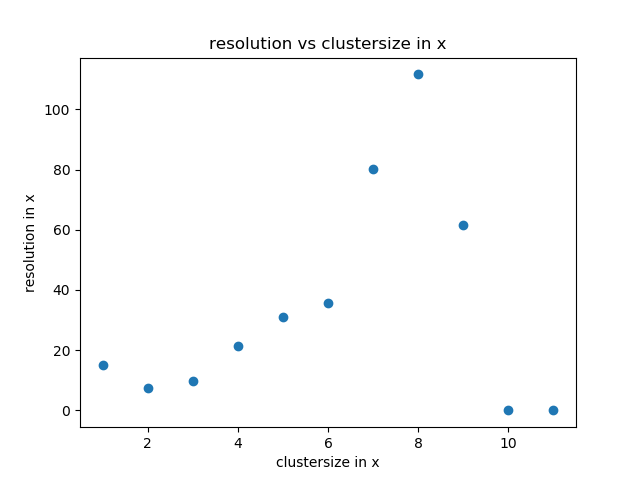 resolution vs clustersize in x
100
80
60
40
20
0
resolution in x
2 4 6 8 10
clustersize in x